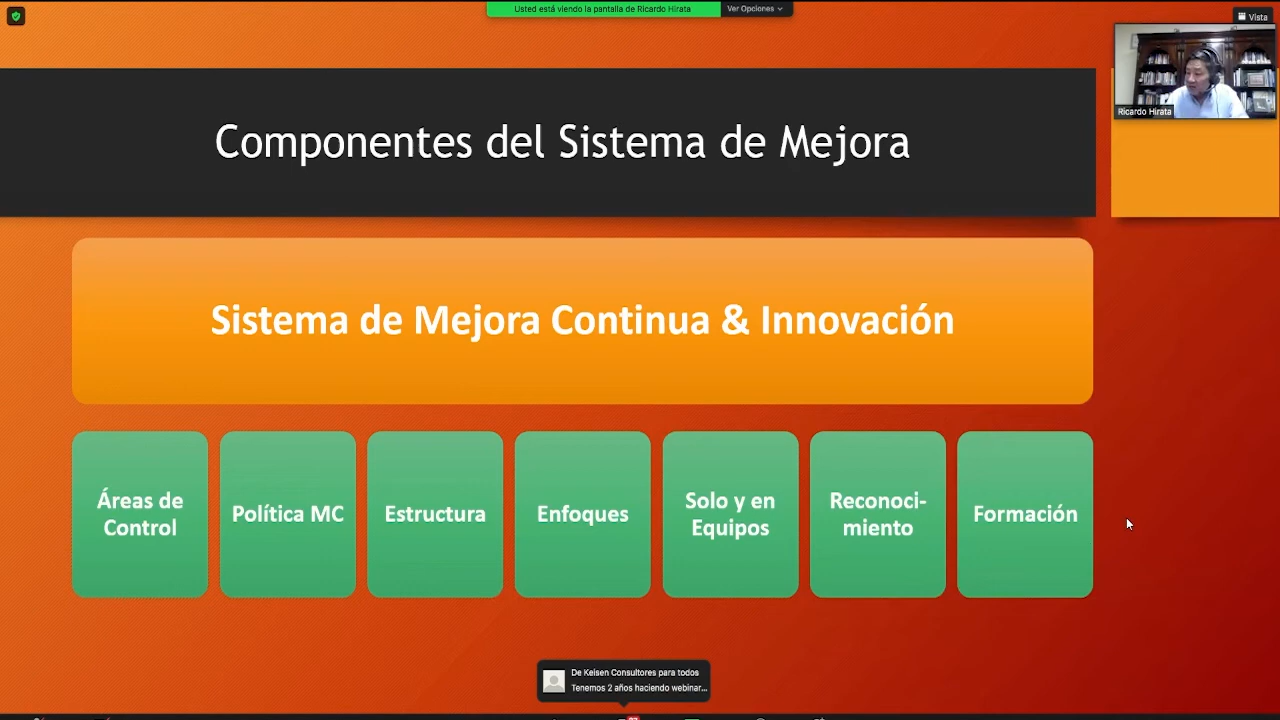 Usted está viendo la pantalla de Ricardo Hirata
Ver Opciones
Vista
Ricardo Hirata
Componentes del Sistema de Mejora
Sistema de Mejora Continua & Innovación
Áreas de
Control
Política MC
Estructura
Enfoques
Solo y en
Equipos
Reconoci-
miento
Formación
De Keisen Consultores para todos
Tenemos 2 años haciendo webinar...